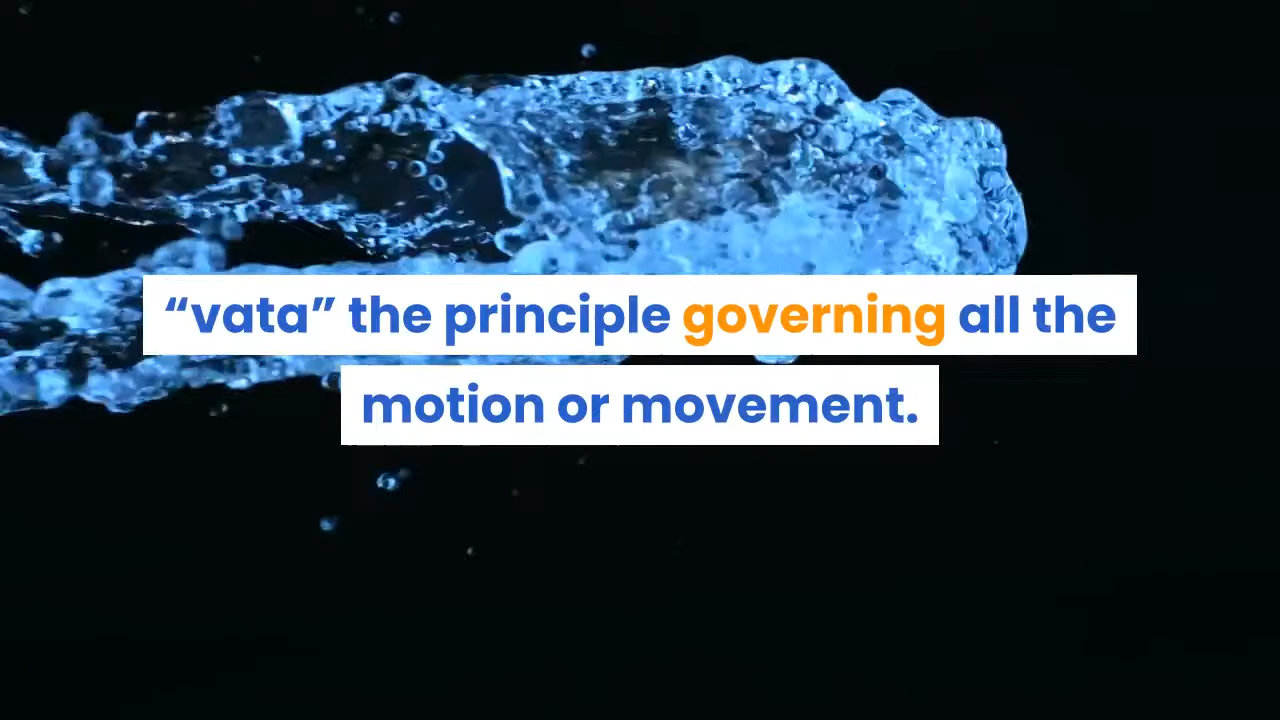 “vata” the principle governing all the
motion or movement.